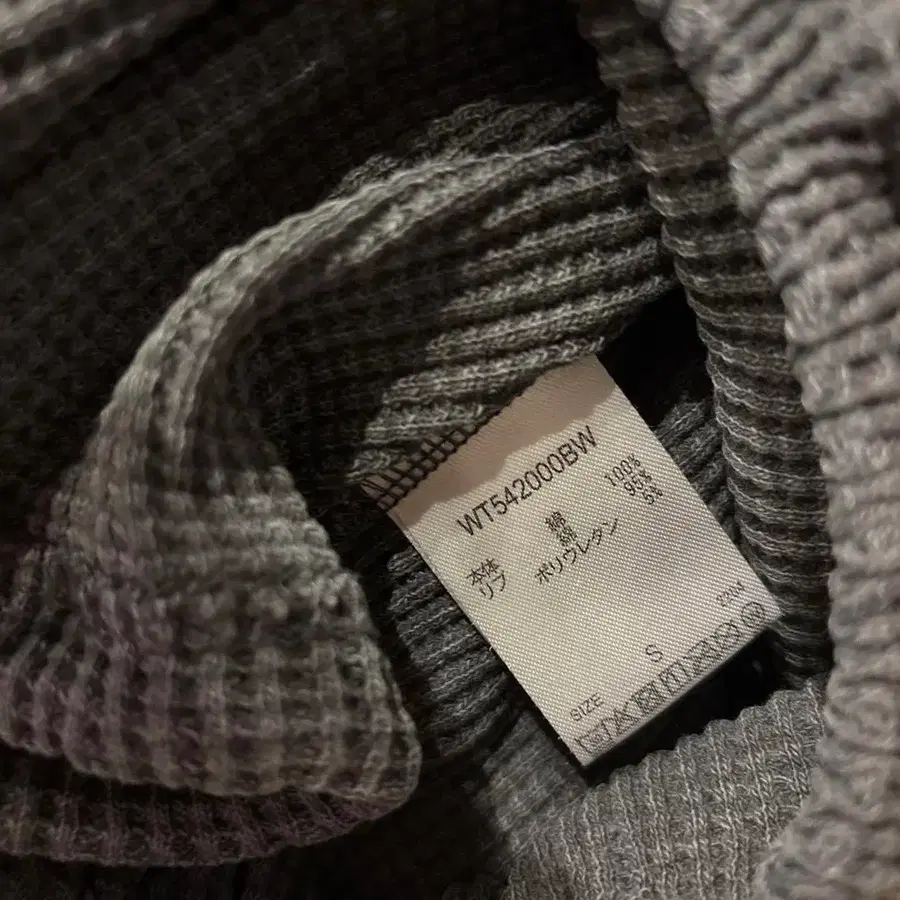 WT542000BW
本体 綿 100%
リブ 綿 95%
ポリウレタン 5%
SIZE S